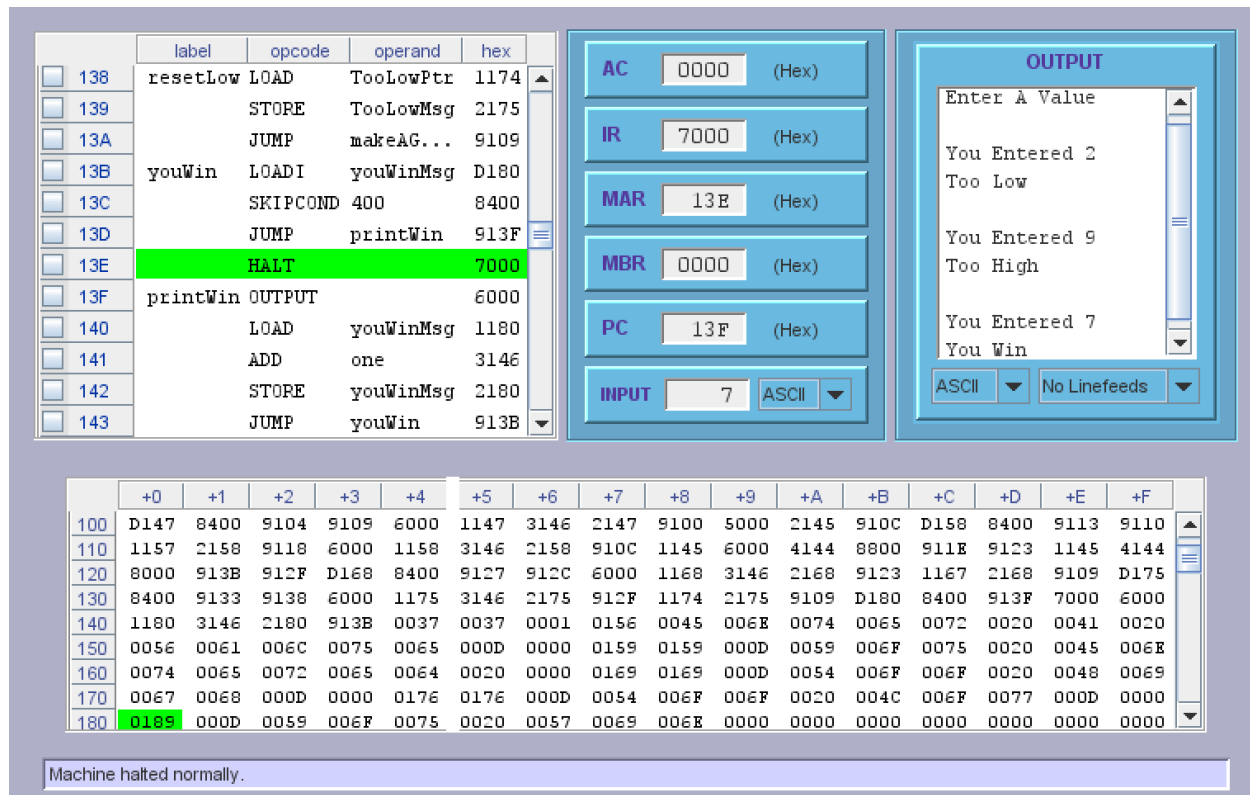 label opcode operand hex
138 resetLow LOAD TooLowPtr 1174
139 STORE TooLowMsg 2175
13A JUMP makeAG... 9109
13B youWin LOADI youWinMsg D180
13C SKIPCOND 400 8400
13D JUMP printWin 913F
13E HALT 7000
13F printWin OUTPUT 6000
140 LOAD youWinMsg 1180
141 ADD one 3146
142 STORE youWinMsg 2180
143 JUMP youWin 913B
AC 0000 (Hex)
IR 7000 (Hex)
MAR 13E (Hex)
MBR 0000 (Hex)
PC 13F (Hex)
INPUT 7 ASCII
OUTPUT
Enter A Value
You Entered 2
Too Low
You Entered 9
Too High
You Entered 7
You Win
ASCII No Linefeeds
+0 +1 +2 +3 +4 +5 +6 +7 +8 +9 +A +B +C +D +E +F
100 D147 8400 9104 9109 6000 1147 3146 2147 9100 5000 2145 910C D158 8400 9113 9110
110 1157 2158 9118 6000 1158 3146 2158 910C 1145 6000 4144 8800 911E 9123 1145 4144
120 8000 913B 912F D168 8400 9127 912C 6000 1168 3146 2168 9123 1167 2168 9109 D175
130 8400 9133 9138 6000 1175 3146 2175 912F 1174 2175 9109 D180 8400 913F 7000 6000
140 1180 3146 2180 913B 0037 0037 0001 0156 0045 006E 0074 0065 0072 0020 0041 0020
150 0056 0061 006C 0075 0065 000D 0000 0159 0159 000D 0059 006F 0075 0020 0045 006E
160 0074 0065 0072 0065 0064 0020 0000 0169 0169 000D 0054 006F 006F 0020 0048 0069
170 0067 0068 000D 0000 0176 0176 000D 0054 006F 006F 0020 004C 006F 0077 000D 0000
180 0189 000D 0059 006F 0075 0020 0057 0069 006E 0000 0000 0000 0000 0000 0000 0000
Machine halted normally.